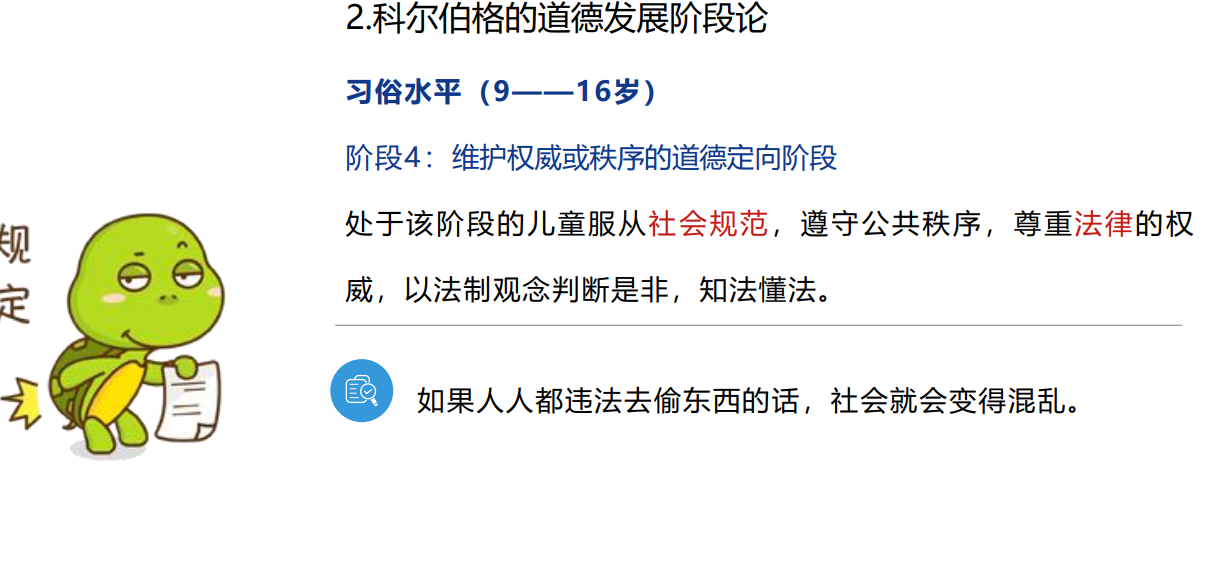 2.科尔伯格的道德发展阶段论
习俗水平（9——16岁）
阶段4：维护权威或秩序的道德定向阶段
处于该阶段的儿童服从社会规范，遵守公共秩序，尊重法律的权
威，以法制观念判断是非，知法懂法。
规
定
如果人人都违法去偷东西的话，社会就会变得混乱。